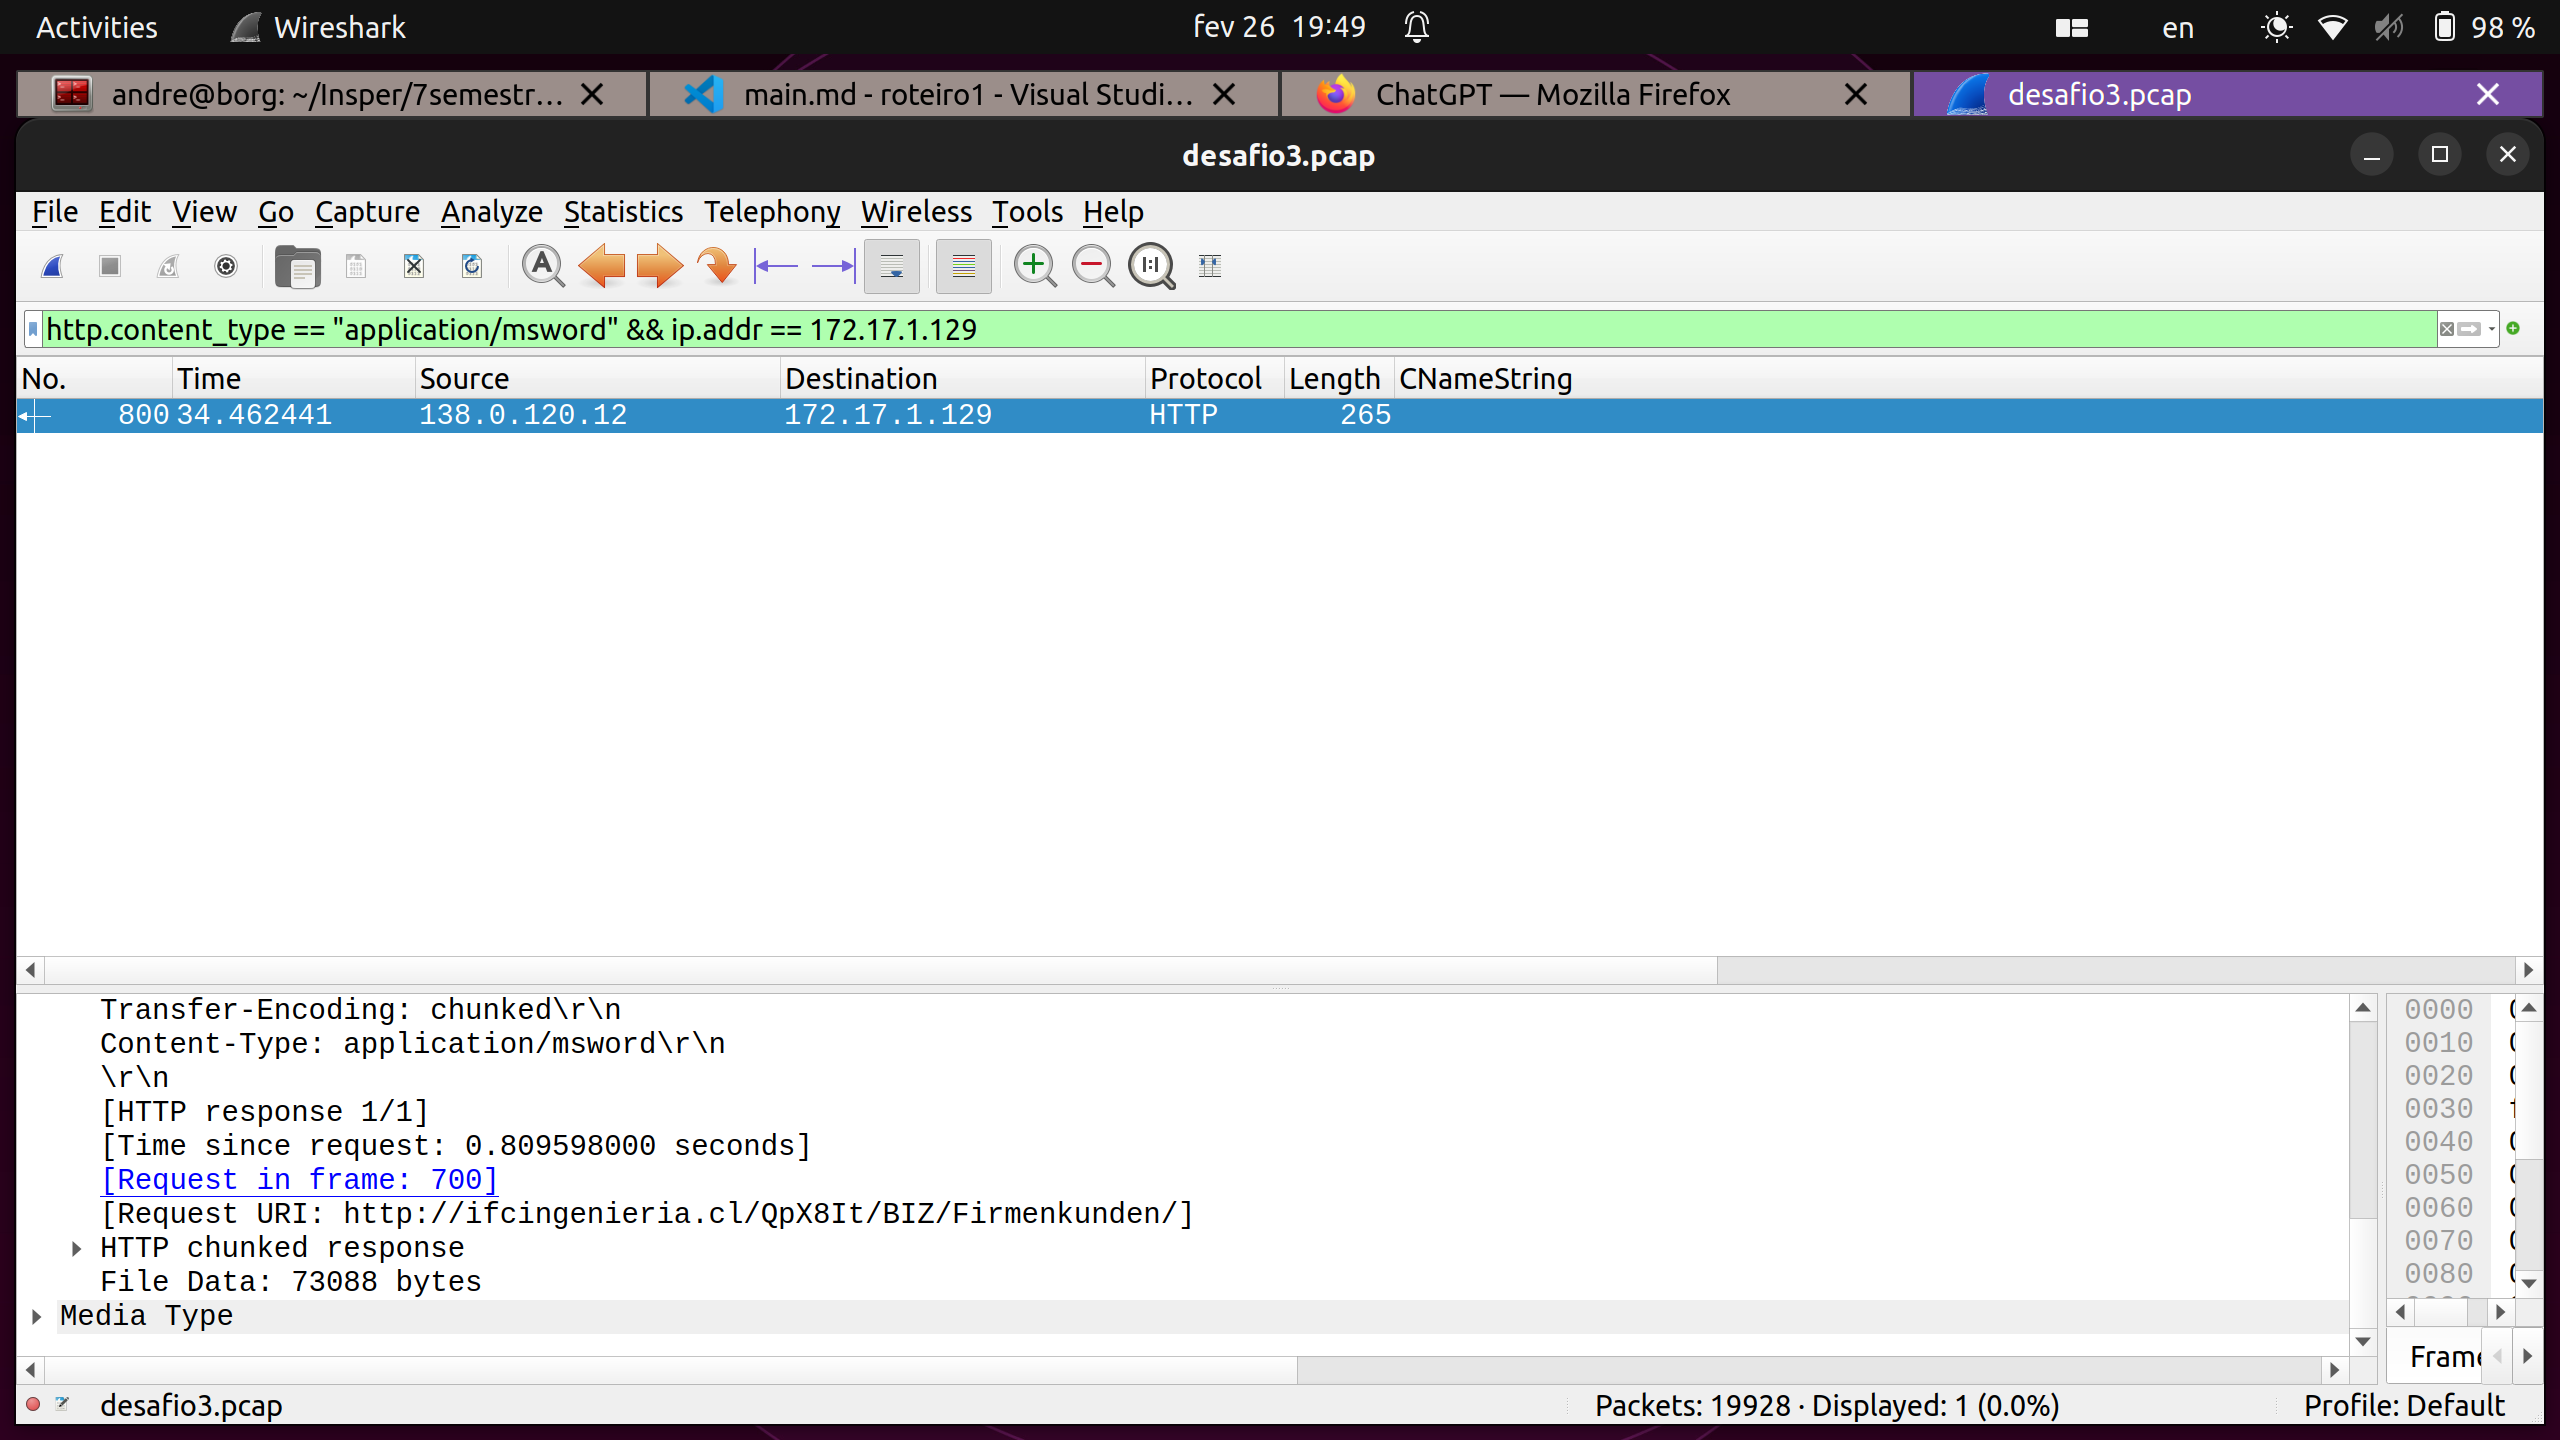 Activities Wireshark fev 26 19:49 en 98 %
andre@borg: ~/Insper/7semestr... main.md - roteiro1 - Visual Studi... ChatGPT — Mozilla Firefox desafio3.pcap
desafio3.pcap
File Edit View Go Capture Analyze Statistics Telephony Wireless Tools Help
http.content_type == "application/msword" && ip.addr == 172.17.1.129
No. Time Source Destination Protocol Length CNameString
800 34.462441 138.0.120.12 172.17.1.129 HTTP 265
Transfer-Encoding: chunked\r\n
Content-Type: application/msword\r\n
\r\n
[HTTP response 1/1]
[Time since request: 0.809598000 seconds]
[Request in frame: 700]
[Request URI: http://ifcingenieria.cl/QpX8It/BIZ/Firmenkunden/]
HTTP chunked response
File Data: 73088 bytes
Media Type
0000
0010
0020
0030
0040
0050
0060
0070
0080
Frame
desafio3.pcap Packets: 19928 · Displayed: 1 (0.0%) Profile: Default